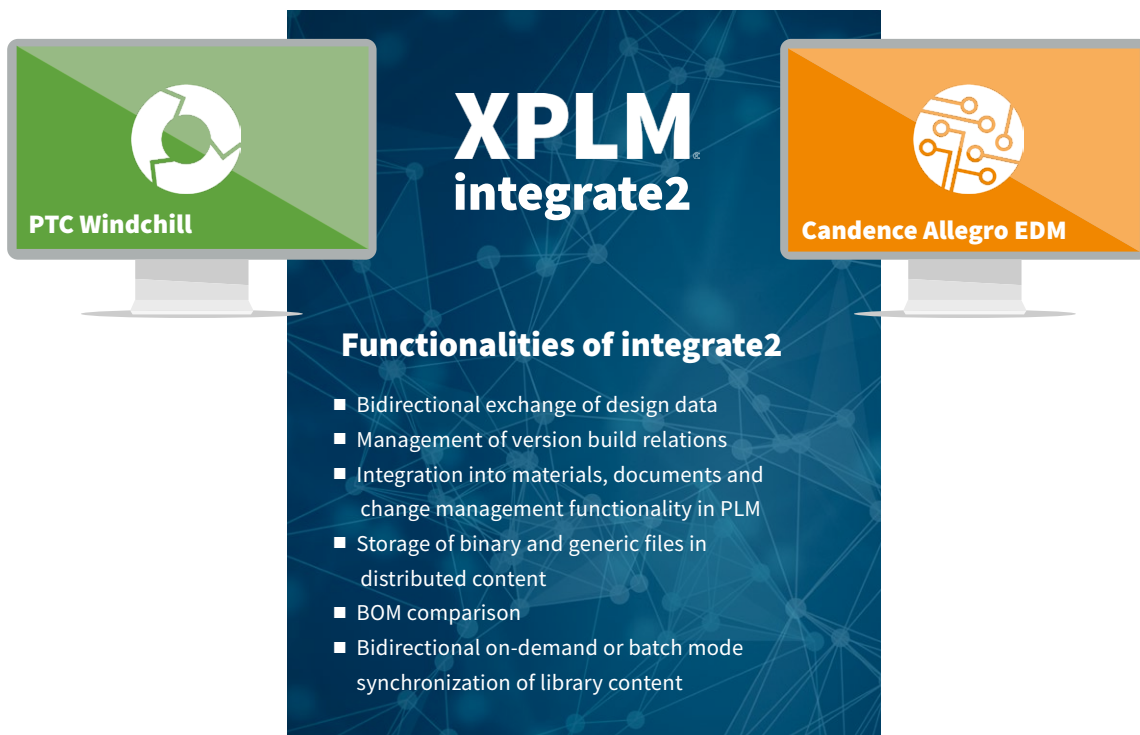 XPLM®
integrate2
PTC Windchill
Candence Allegro EDM
Functionalities of integrate2
■ Bidirectional exchange of design data
■ Management of version build relations
■ Integration into materials, documents and
change management functionality in PLM
■ Storage of binary and generic files in
distributed content
■ BOM comparison
■ Bidirectional on-demand or batch mode
synchronization of library content